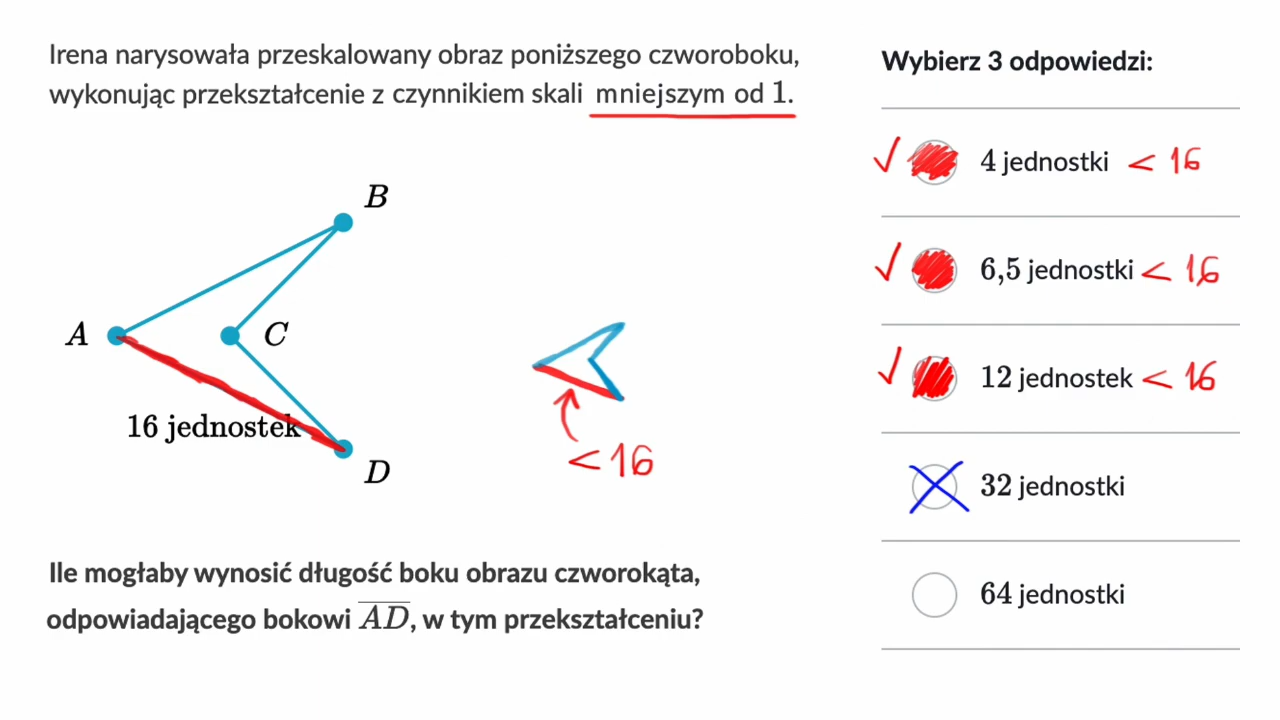 Irena narysowała przeskalowany obraz poniższego czworoboku,
wykonując przekształcenie z czynnikiem skali mniejszym od 1.
B
A
C
16 jednostek
D
< 16
Ile mogłaby wynosić długość boku obrazu czworokąta,
odpowiadającego bokowi AD, w tym przekształceniu?
Wybierz 3 odpowiedzi:
4 jednostki < 16
6,5 jednostki < 16
12 jednostek < 16
32 jednostki
64 jednostki